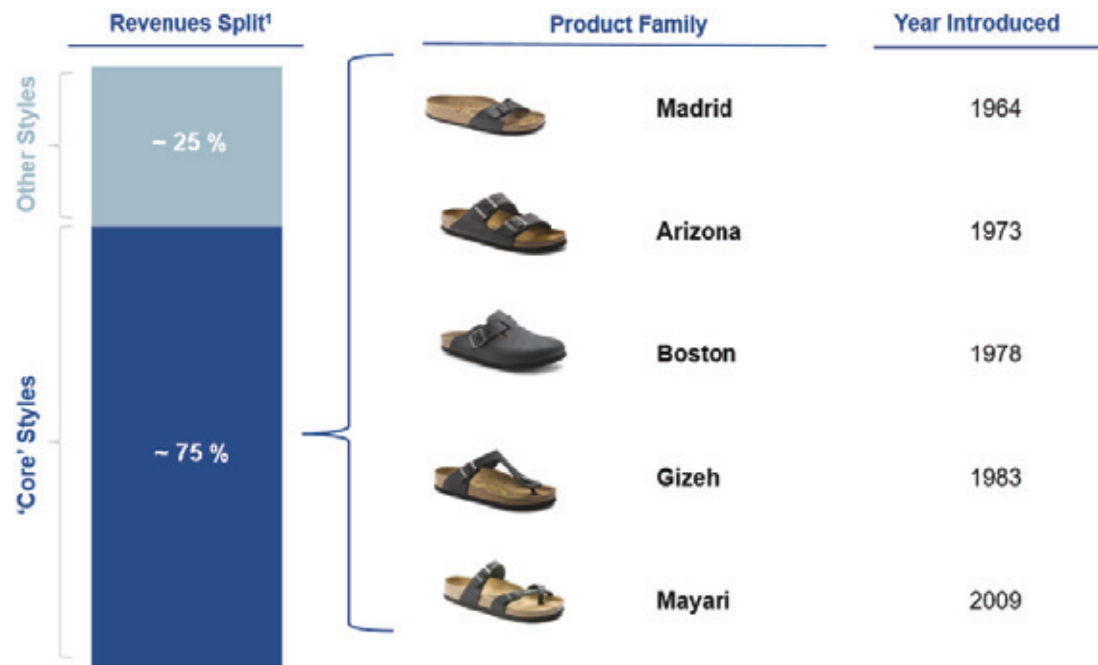 Revenues Split¹
Product Family
Year Introduced
Other Styles
~ 25 %
'Core' Styles
~ 75 %
Madrid
1964
Arizona
1973
Boston
1978
Gizeh
1983
Mayari
2009